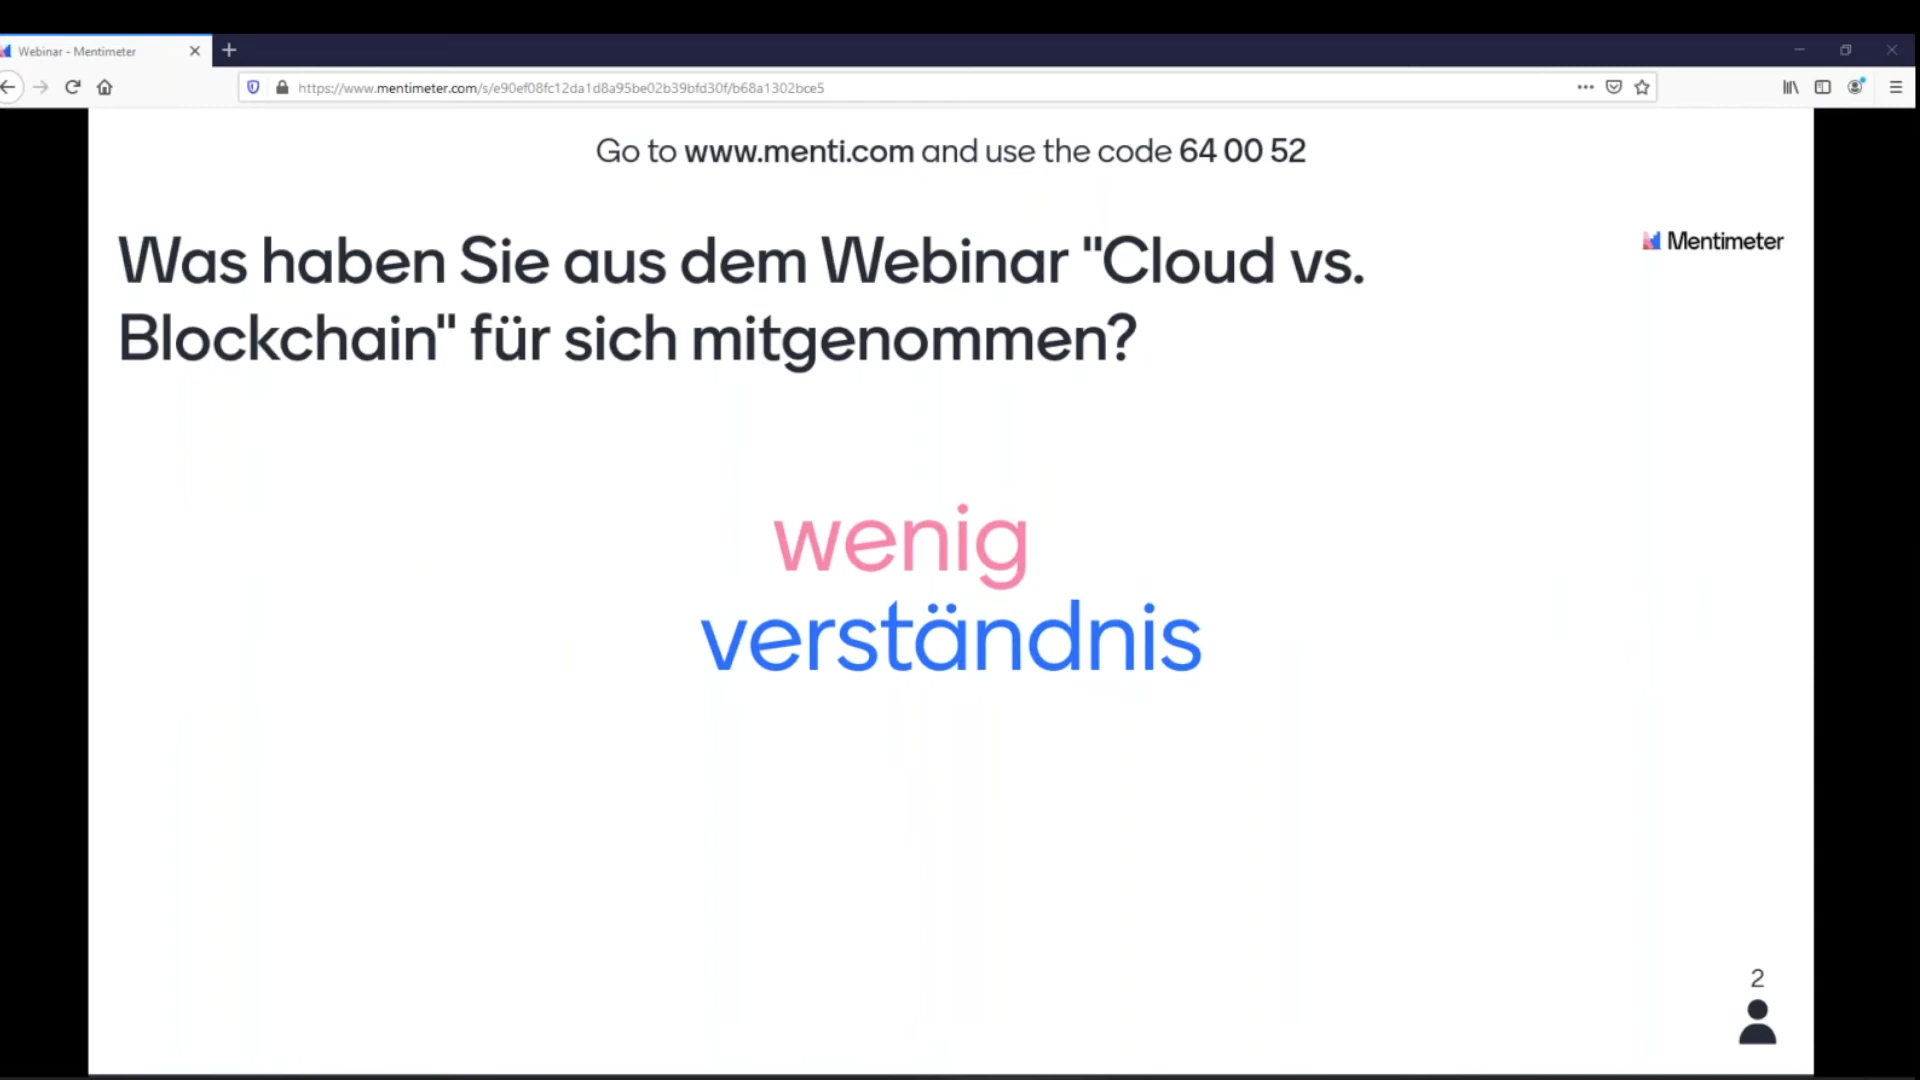 Webinar - Mentimeter
https://www.mentimeter.com/s/e90ef08fc12da1d8a95be02b39bfd30f/b68a1302bce5
Go to www.menti.com and use the code 64 00 52
Was haben Sie aus dem Webinar "Cloud vs.
Blockchain" für sich mitgenommen?
Mentimeter
wenig
verständnis
2